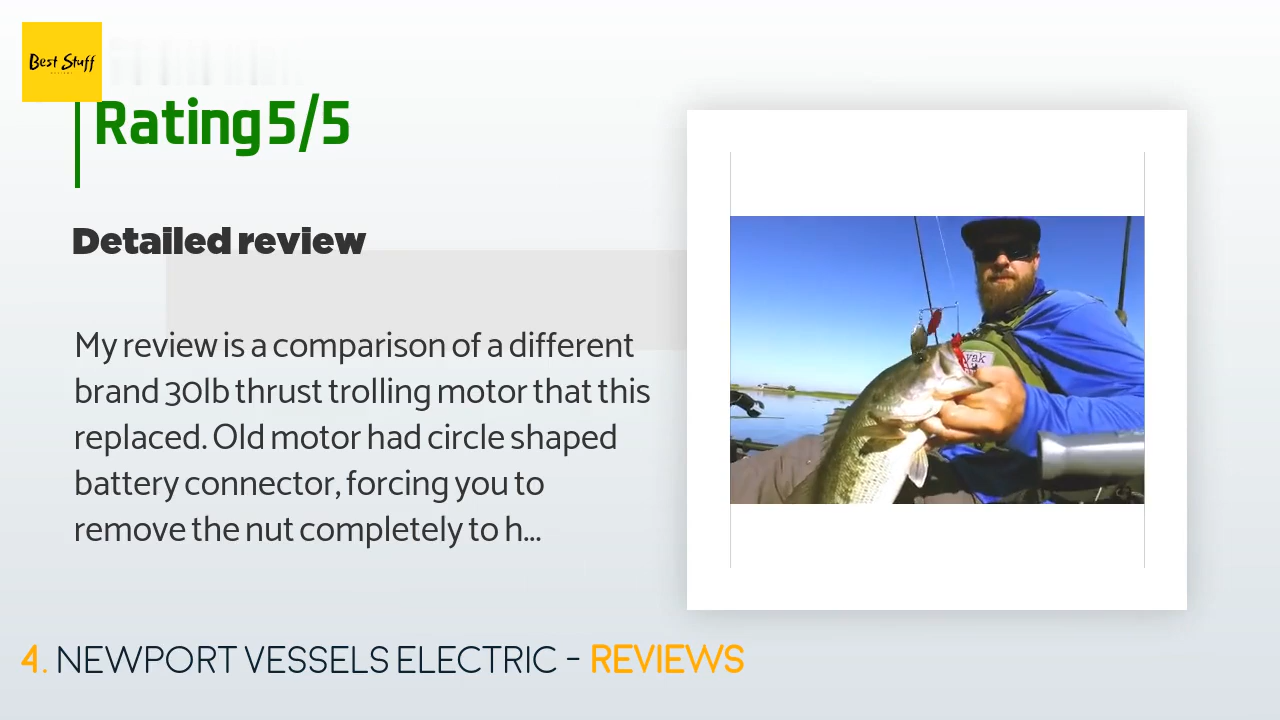 Best Stuff
Rating 5/5
Detailed review
My review is a comparison of a different
brand 30lb thrust trolling motor that this
replaced. Old motor had circle shaped
battery connector, forcing you to
remove the nut completely to h...
yak
4. NEWPORT VESSELS ELECTRIC - REVIEWS